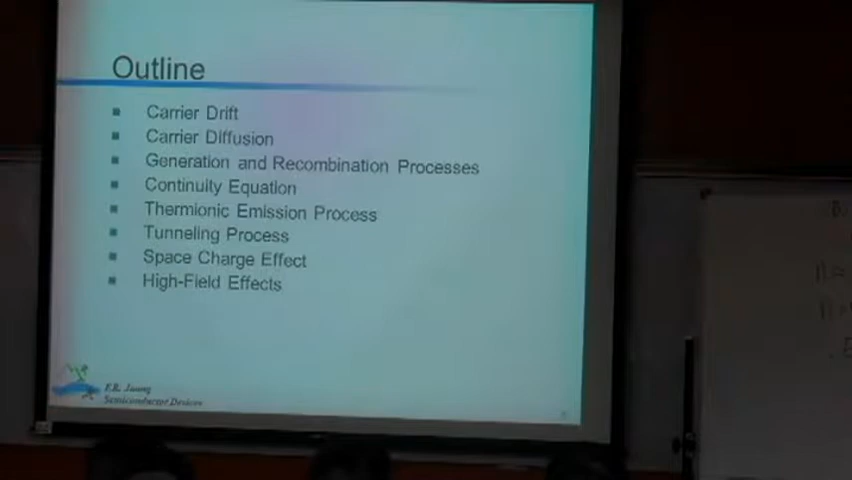 Outline
Carrier Drift
Carrier Diffusion
Generation and Recombination Processes
Continuity Equation
Thermionic Emission Process
Tunneling Process
Space Charge Effect
High-Field Effects
Semiconductor Devices